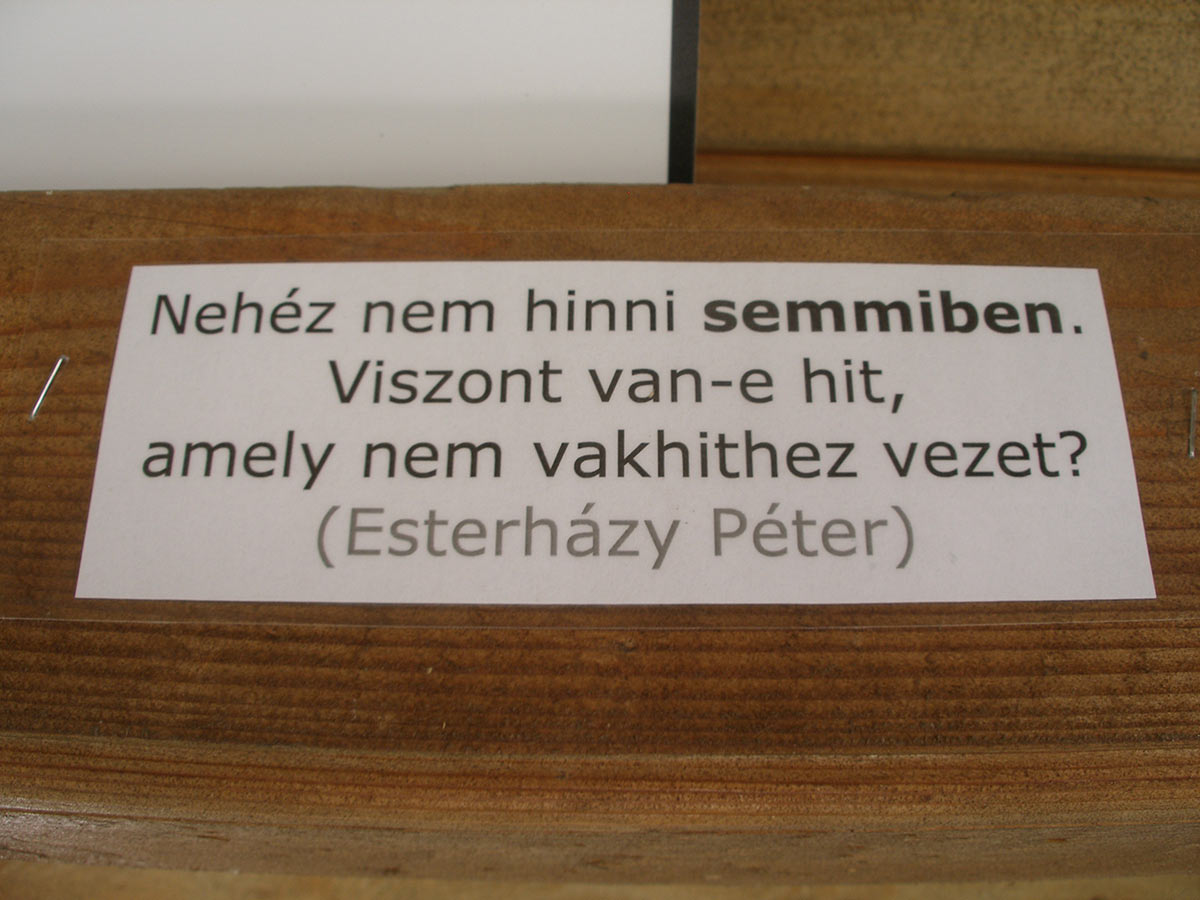 Nehéz nem hinni semmiben.
Viszont van-e hit,
amely nem vakhithez vezet?
(Esterházy Péter)